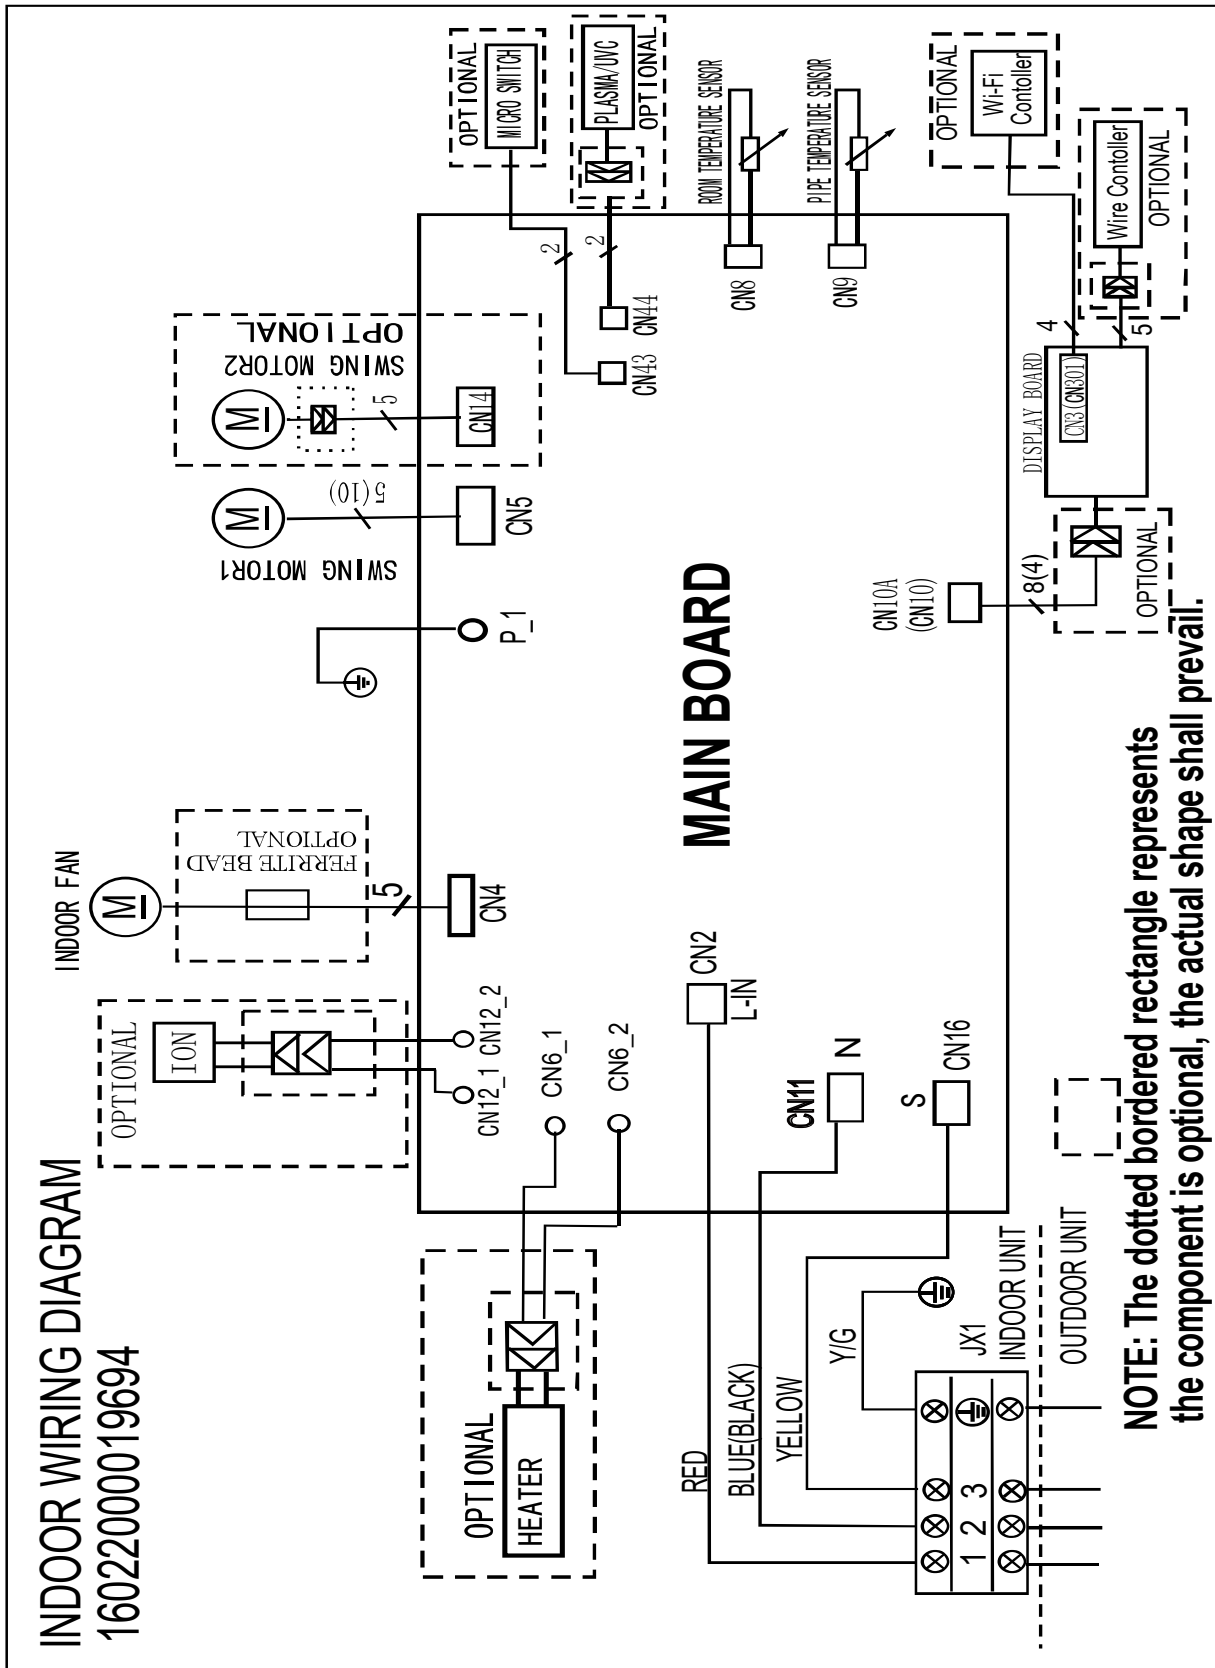 INDOOR WIRING DIAGRAM
16022000019694
OPTIONAL
ION
CN12_1
CN12_2
INDOOR FAN
M
FERRITE BEAD
OPTIONAL
5
CN4
P_1
SWING MOTOR1
M
5(10)
CN5
SWING MOTOR2
OPTIONAL
M
5
CN14
OPTIONAL
MICRO SWITCH
2
CN43
PLASMA/UVC
OPTIONAL
2
CN44
ROOM TEMPERATURE SENSOR
CN8
PIPE TEMPERATURE SENSOR
CN9
OPTIONAL
Wi-Fi
Contoller
Wire Contoller
OPTIONAL
4
5
DISPLAY BOARD
CN3(CN301)
OPTIONAL
8(4)
CN10A
(CN10)
MAIN BOARD
CN6_1
CN6_2
OPTIONAL
HEATER
CN2
L-IN
CN11
N
S
CN16
RED
BLUE(BLACK)
YELLOW
Y/G
1 2 3
JX1
INDOOR UNIT
OUTDOOR UNIT
NOTE: The dotted bordered rectangle represents
the component is optional, the actual shape shall prevail.